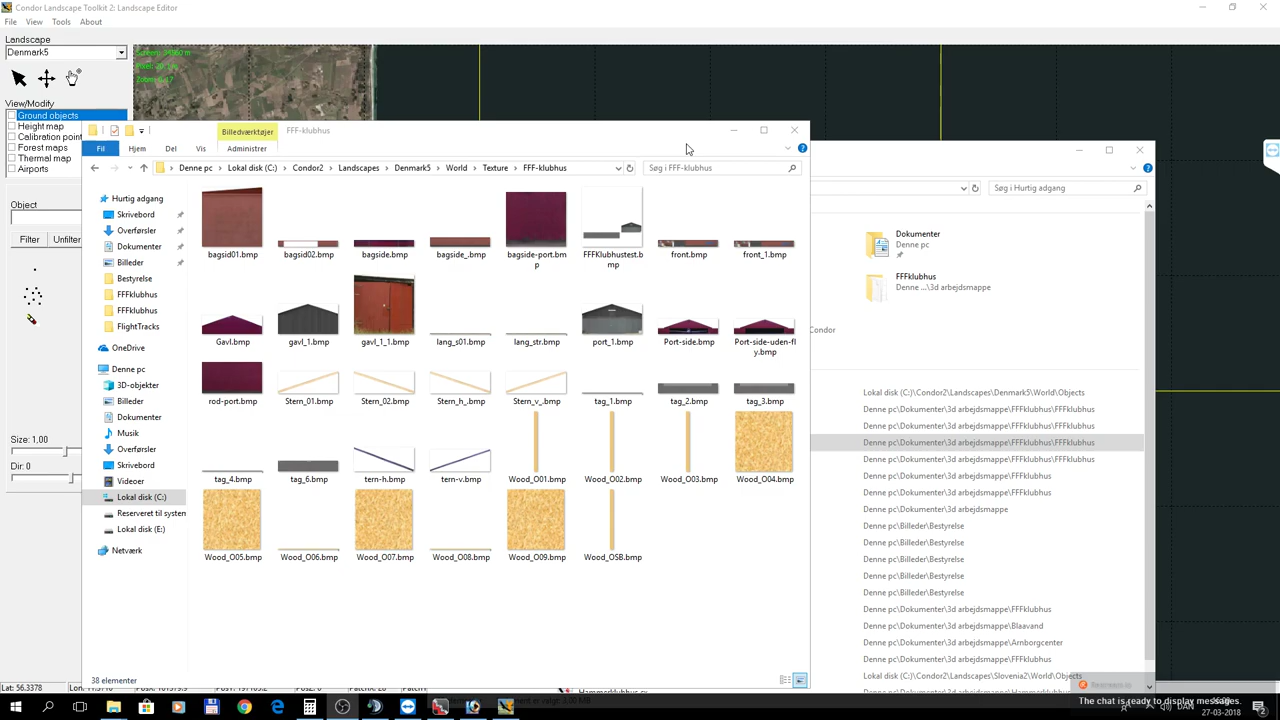 Condor Landscape Toolkit 2: Landscape Editor
File View Tools About
Landscape
Denmark5
View/Modify
Ground objects
Height map
Calibration point
Forest maps
Thermal map
Airports
Object
Filter Unfilter
Size: 1,00
Dir: 0
Billedværktøjer FFF-klubhus
Fil Hjem Del Vis Administrer
Denne pc Lokal disk (C:) Condor2 Landscapes Denmark5 World Texture FFF-klubhus
Søg i FFF-klubhus
Hurtig adgang
Skrivebord
Overførsler
Dokumenter
Billeder
Bestyrelse
FFFklubhus
FFFklubhus
FlightTracks
OneDrive
Denne pc
3D-objekter
Billeder
Dokumenter
Musik
Overførsler
Skrivebord
Videoer
Lokal disk (C:)
Reserveret til system
Lokal disk (E:)
Netværk
bagsid01.bmp bagsid02.bmp bagside.bmp bagside_.bmp bagside-port.bmp FFFKlubhustest.bmp front.bmp front_1.bmp
Gavl.bmp gavl_1.bmp gavl_1_1.bmp lang_s01.bmp lang_str.bmp port_1.bmp Port-side.bmp Port-side-uden-fly.bmp
rod-port.bmp Stern_01.bmp Stern_02.bmp Stern_h_.bmp Stern_v_.bmp tag_1.bmp tag_2.bmp tag_3.bmp
tag_4.bmp tag_6.bmp tern-h.bmp tern-v.bmp Wood_O01.bmp Wood_O02.bmp Wood_O03.bmp Wood_O04.bmp
Wood_O05.bmp Wood_O06.bmp Wood_O07.bmp Wood_O08.bmp Wood_O09.bmp Wood_OSB.bmp
38 elementer
Søg i Hurtig adgang
Dokumenter
Denne pc
FFFklubhus
Denne ...\3d arbejdsmappe
Condor
Lokal disk (C:)\Condor2\Landscapes\Denmark5\World\Objects
Denne pc\Dokumenter\3d arbejdsmappe\FFFklubhus\FFFklubhus
Denne pc\Dokumenter\3d arbejdsmappe\FFFklubhus\FFFklubhus
Denne pc\Dokumenter\3d arbejdsmappe\FFFklubhus\FFFklubhus
Denne pc\Dokumenter\3d arbejdsmappe\FFFklubhus\FFFklubhus
Denne pc\Dokumenter\3d arbejdsmappe\FFFklubhus
Denne pc\Dokumenter\3d arbejdsmappe\FFFklubhus
Denne pc\Dokumenter\3d arbejdsmappe
Denne pc\Billeder\Bestyrelse
Denne pc\Billeder\Bestyrelse
Denne pc\Billeder\Bestyrelse
Denne pc\Billeder\Bestyrelse
Denne pc\Billeder\Bestyrelse
Denne pc\Dokumenter\3d arbejdsmappe\FFFklubhus
Denne pc\Dokumenter\3d arbejdsmappe\Blaavand
Denne pc\Dokumenter\3d arbejdsmappe\Arnborgcenter
Denne pc\Dokumenter\3d arbejdsmappe\FFFklubhus
Lokal disk (C:)\Condor2\Landscapes\Slovenia2\World\Objects
Lat: 56.3378
The chat is ready to display messages.
27-03-2018